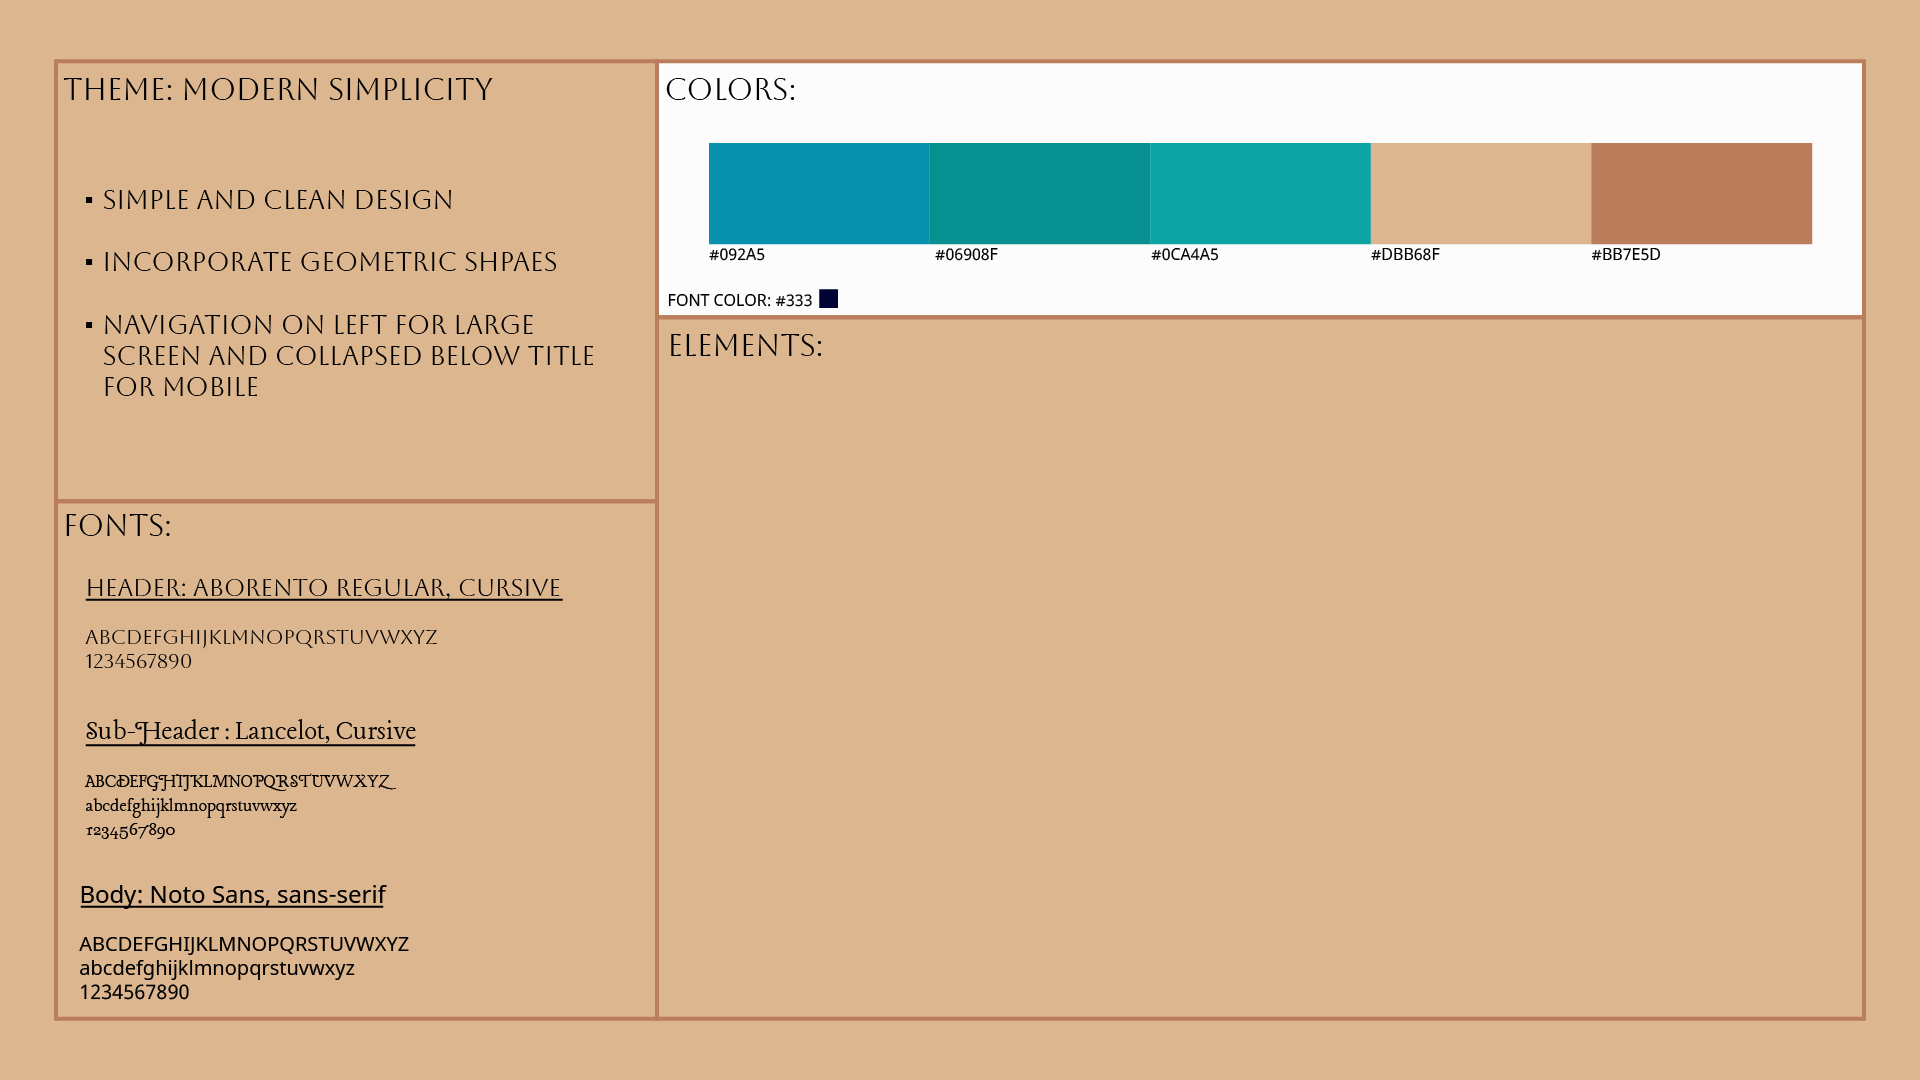 THEME: MODERN SIMPLICITY
▪ SIMPLE AND CLEAN DESIGN
▪ INCORPORATE GEOMETRIC SHPAES
▪ NAVIGATION ON LEFT FOR LARGE
SCREEN AND COLLAPSED BELOW TITLE
FOR MOBILE
FONTS:
HEADER: ABORENTO REGULAR, CURSIVE
ABCDEFGHIJKLMNOPQRSTUVWXYZ
1234567890
Sub-Header : Lancelot, Cursive
ABCDEFGHIJKLMNOPQRSTUVWXYZ
abcdefghijklmnopqrstuvwxyz
1234567890
Body: Noto Sans, sans-serif
ABCDEFGHIJKLMNOPQRSTUVWXYZ
abcdefghijklmnopqrstuvwxyz
1234567890
COLORS:
#092A5 #06908F #0CA4A5 #DBB68F #BB7E5D
FONT COLOR: #333
ELEMENTS: